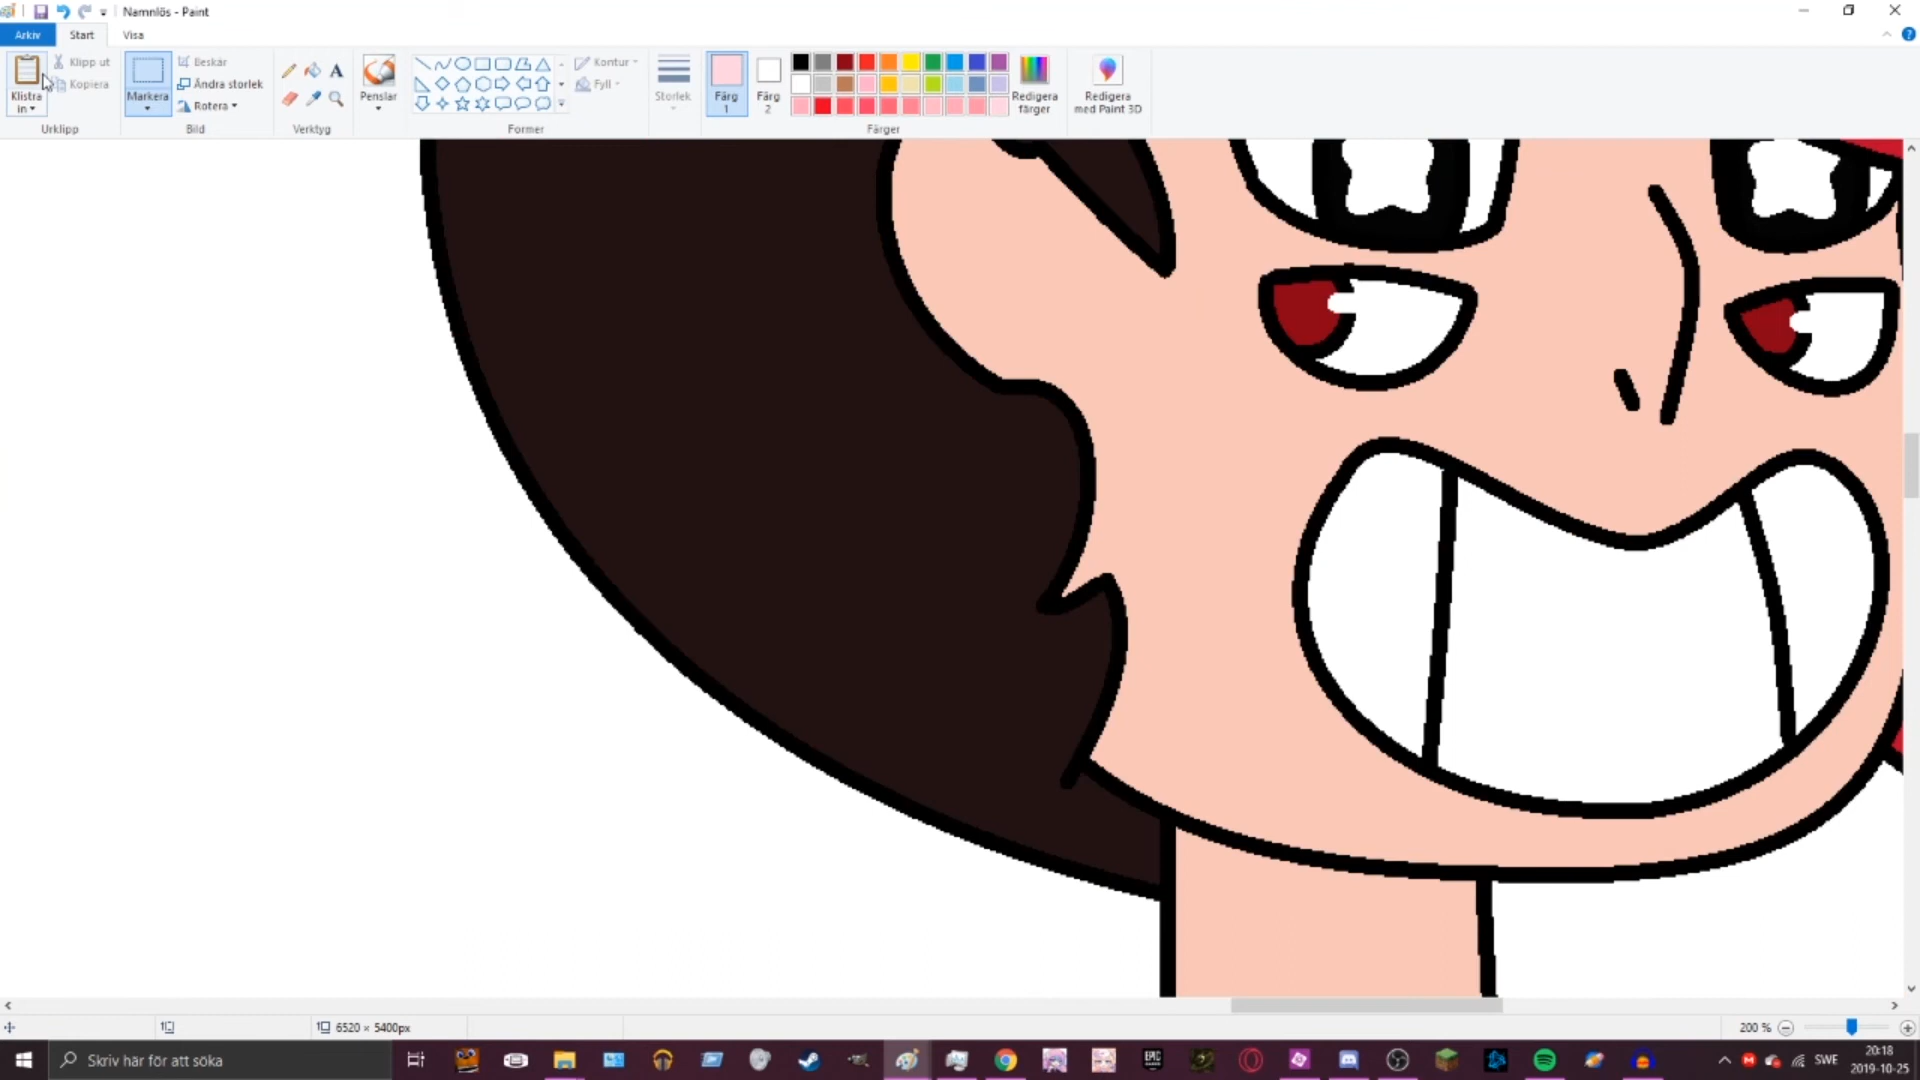 Namnlös - Paint
Arkiv Start Visa
Klistra in
Klipp ut
Kopiera
Urklipp
Markera
Beskär
Ändra storlek
Rotera
Bild
A
Verktyg
Penslar
Kontur
Fyll
Former
Storlek
Färg 1
Färg 2
Redigera färger
Färger
Redigera med Paint 3D
6520 × 5400px
200 %
Skriv här för att söka
EPIC
SWE
20:18
2019-10-25